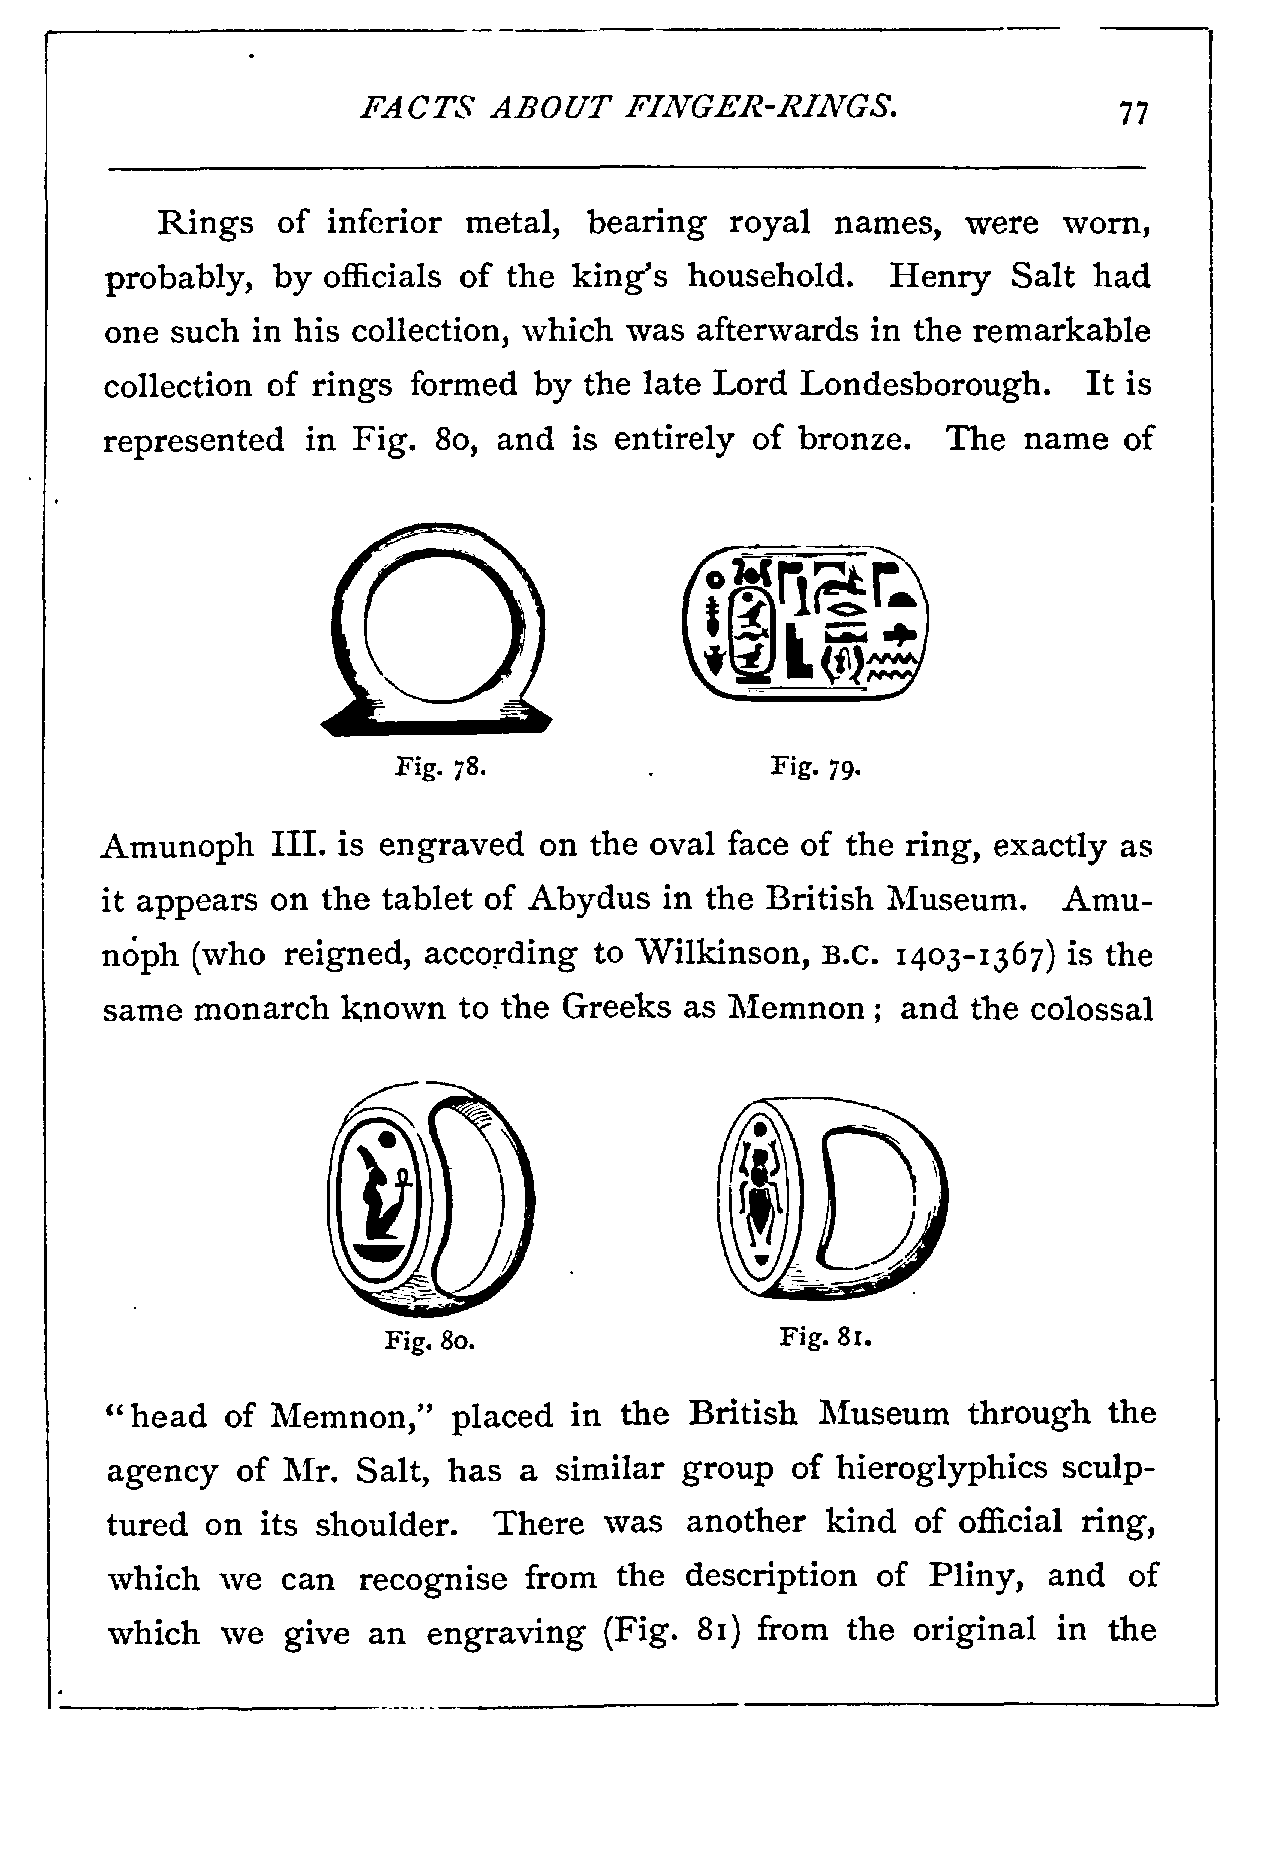 FACTS ABOUT FINGER-RINGS. 77
Rings of inferior metal, bearing royal names, were worn,
probably, by officials of the king's household. Henry Salt had
one such in his collection, which was afterwards in the remarkable
collection of rings formed by the late Lord Londesborough. It is
represented in Fig. 80, and is entirely of bronze. The name of
Fig. 78. Fig. 79.
Amunoph III. is engraved on the oval face of the ring, exactly as
it appears on the tablet of Abydus in the British Museum. Amu-
noph (who reigned, according to Wilkinson, B.C. 1403-1367) is the
same monarch known to the Greeks as Memnon; and the colossal
Fig. 80. Fig. 81.
"head of Memnon," placed in the British Museum through the
agency of Mr. Salt, has a similar group of hieroglyphics sculp-
tured on its shoulder. There was another kind of official ring,
which we can recognise from the description of Pliny, and of
which we give an engraving (Fig. 81) from the original in the